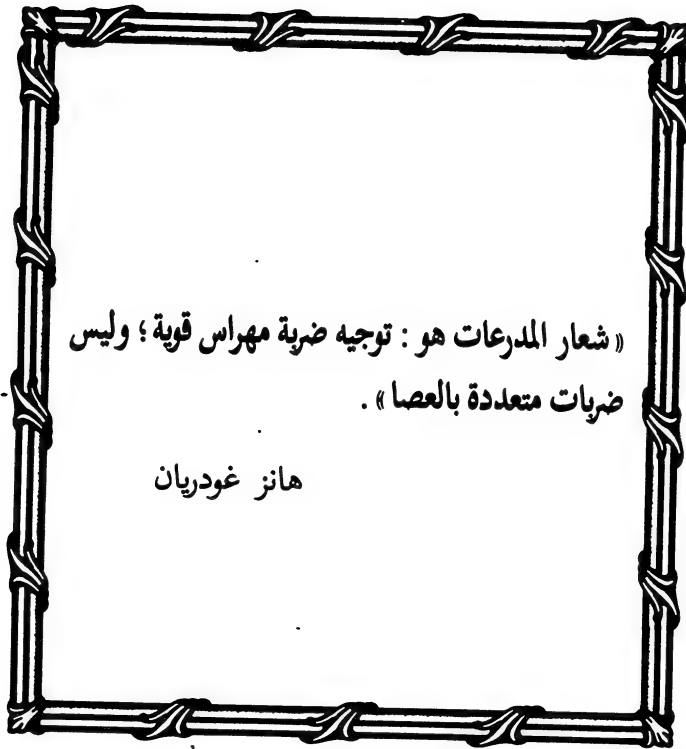 « شعار المدرعات هو : توجيه ضربة مهراس قوية ؛ وليس
ضربات متعددة بالعصا » .
هانز غودريان